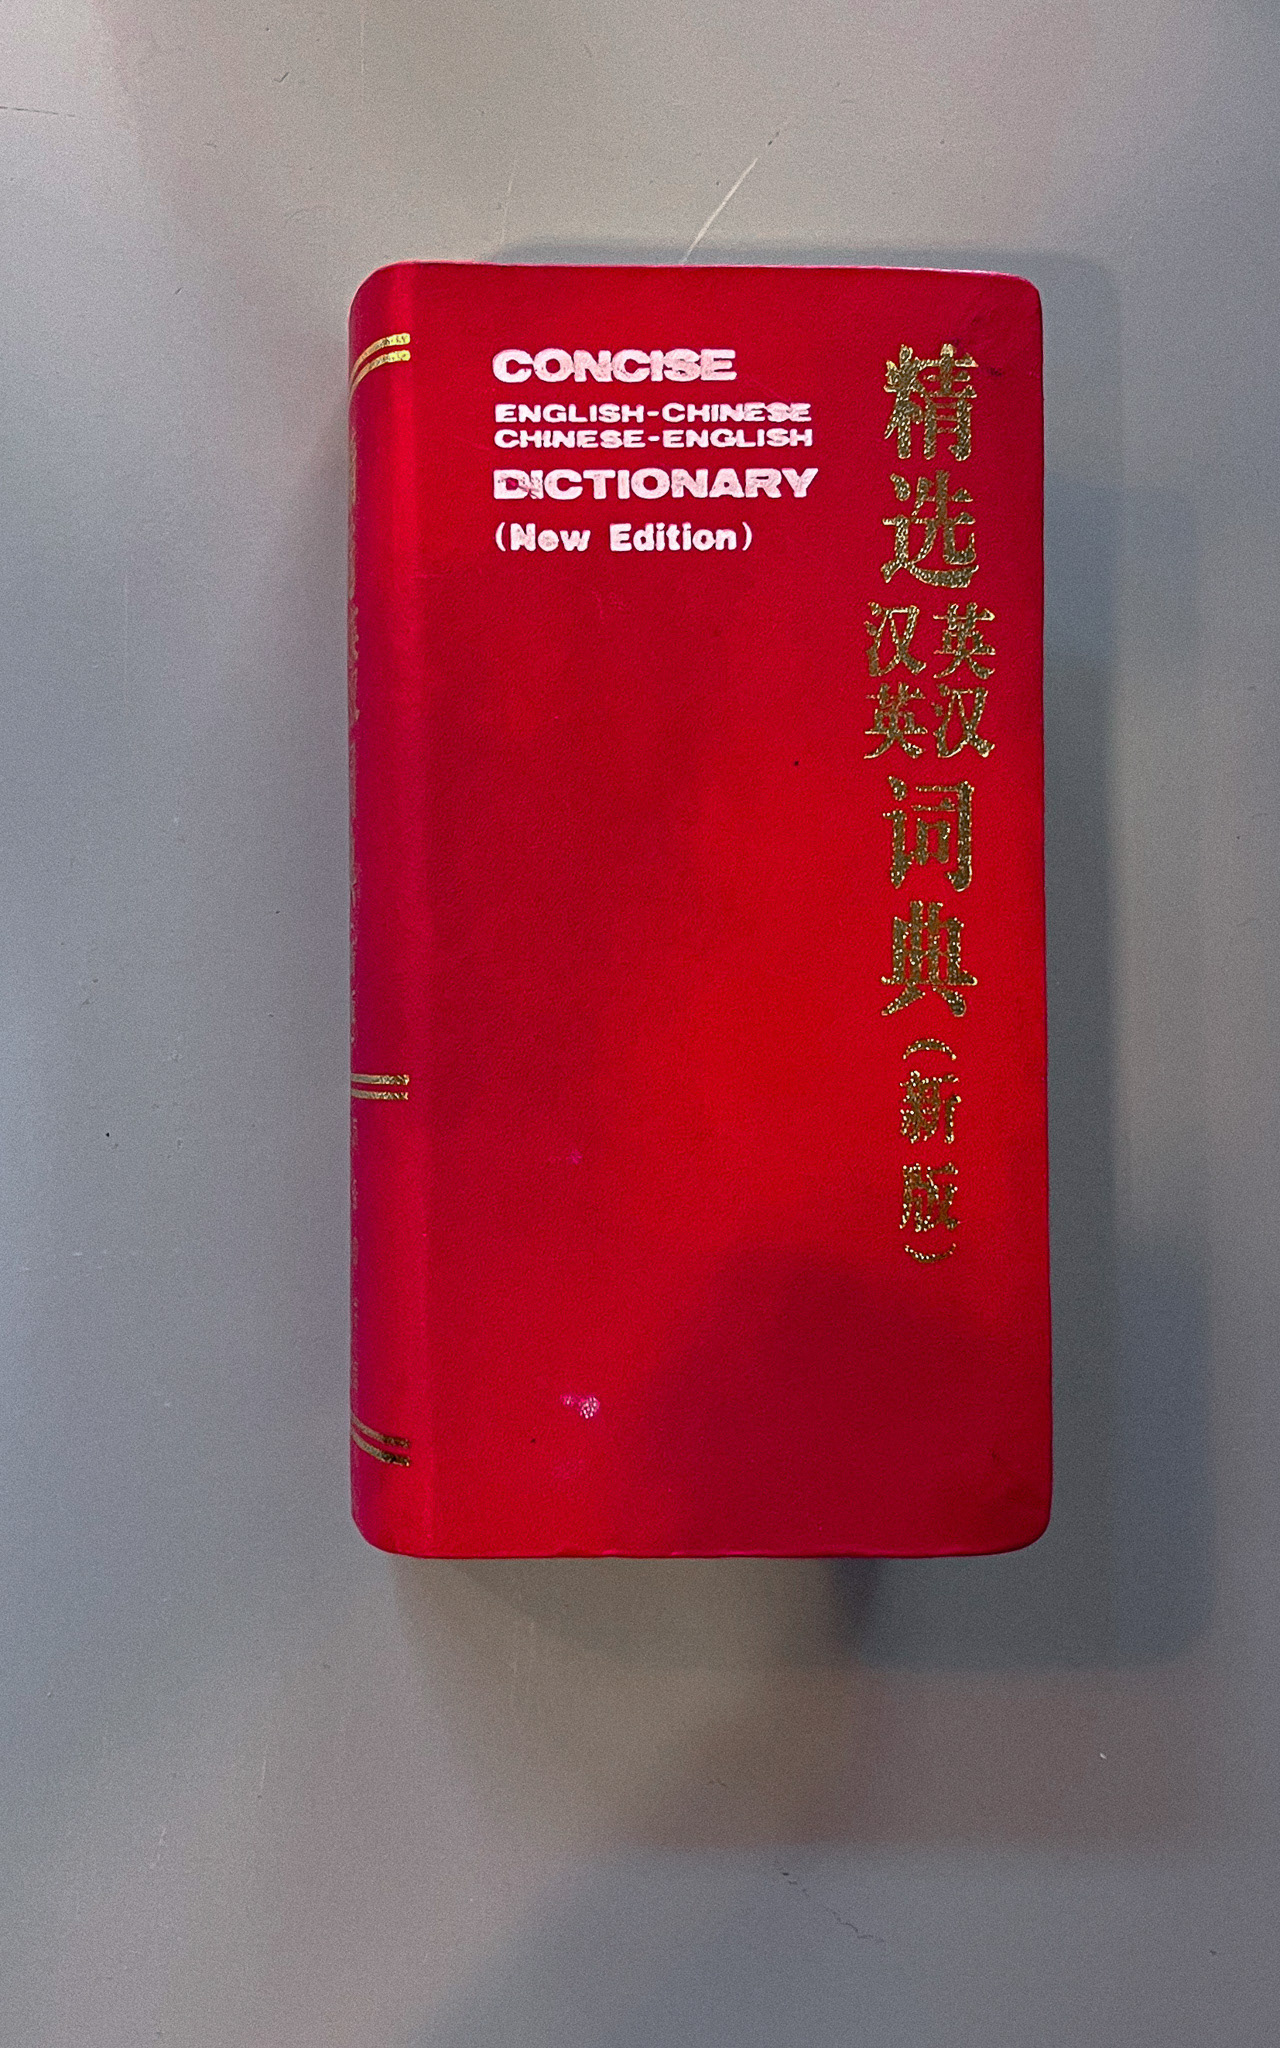 CONCISE
ENGLISH-CHINESE
CHINESE-ENGLISH
DICTIONARY
(New Edition)
精选
英汉
汉英
词典
(新版)